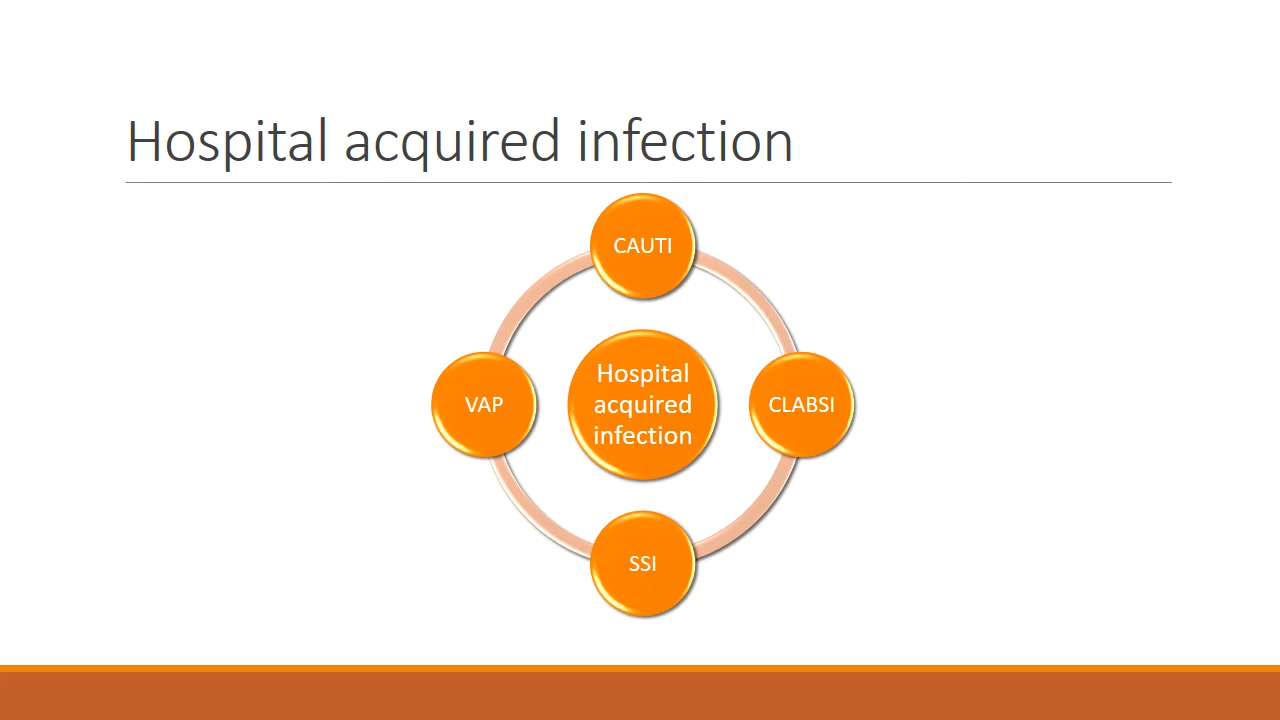 Hospital acquired infection
CAUTI
Hospital
acquired
infection
VAP
CLABSI
SSI